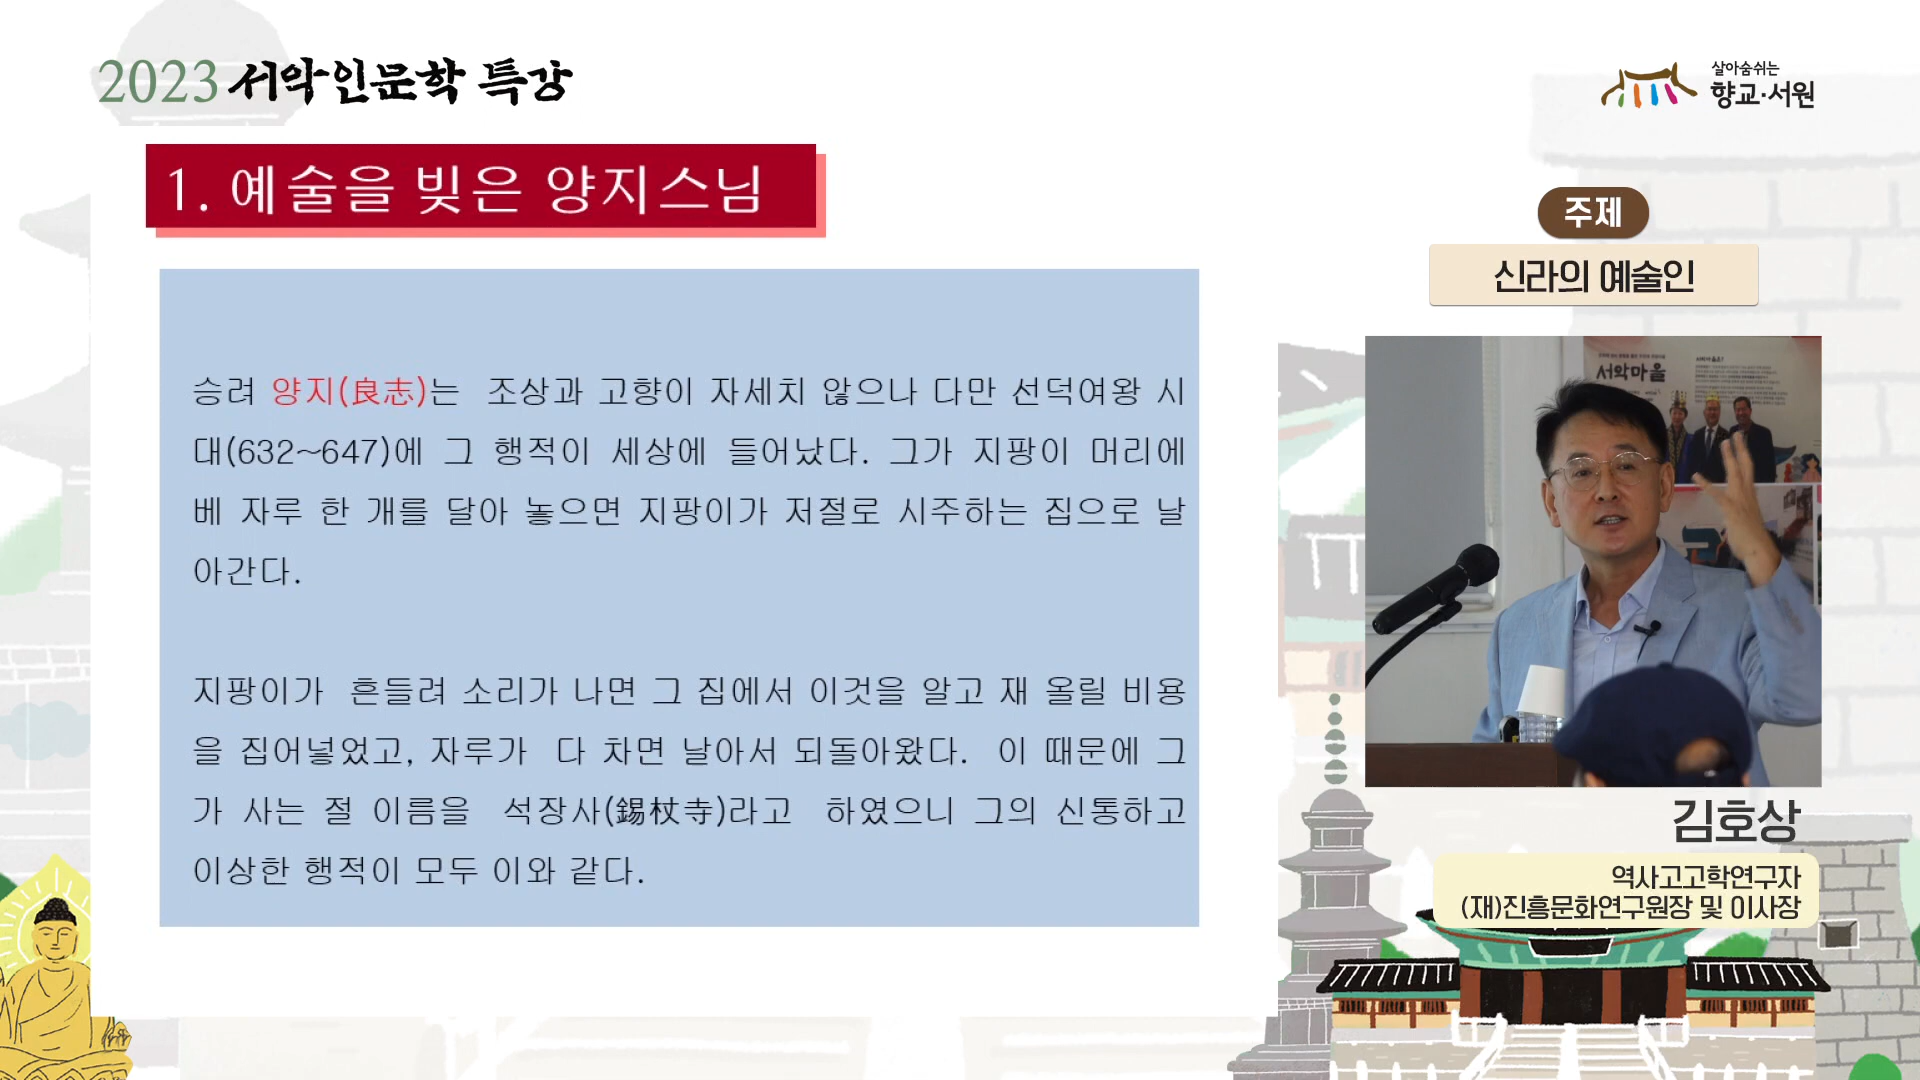 2023 서악인문학 특강
살아숨쉬는
향교·서원
1. 예술을 빚은 양지스님
주제
신라의 예술인
승려 양지(良志)는 조상과 고향이 자세치 않으나 다만 선덕여왕 시
대(632~647)에 그 행적이 세상에 들어났다. 그가 지팡이 머리에
베 자루 한 개를 달아 놓으면 지팡이가 저절로 시주하는 집으로 날
아간다.
지팡이가 흔들려 소리가 나면 그 집에서 이것을 알고 재 올릴 비용
을 집어넣었고, 자루가 다 차면 날아서 되돌아왔다. 이 때문에 그
가 사는 절 이름을 석장사(錫杖寺)라고 하였으니 그의 신통하고
이상한 행적이 모두 이와 같다.
서악마을
김호상
역사고고학연구자
(재)진흥문화연구원장 및 이사장